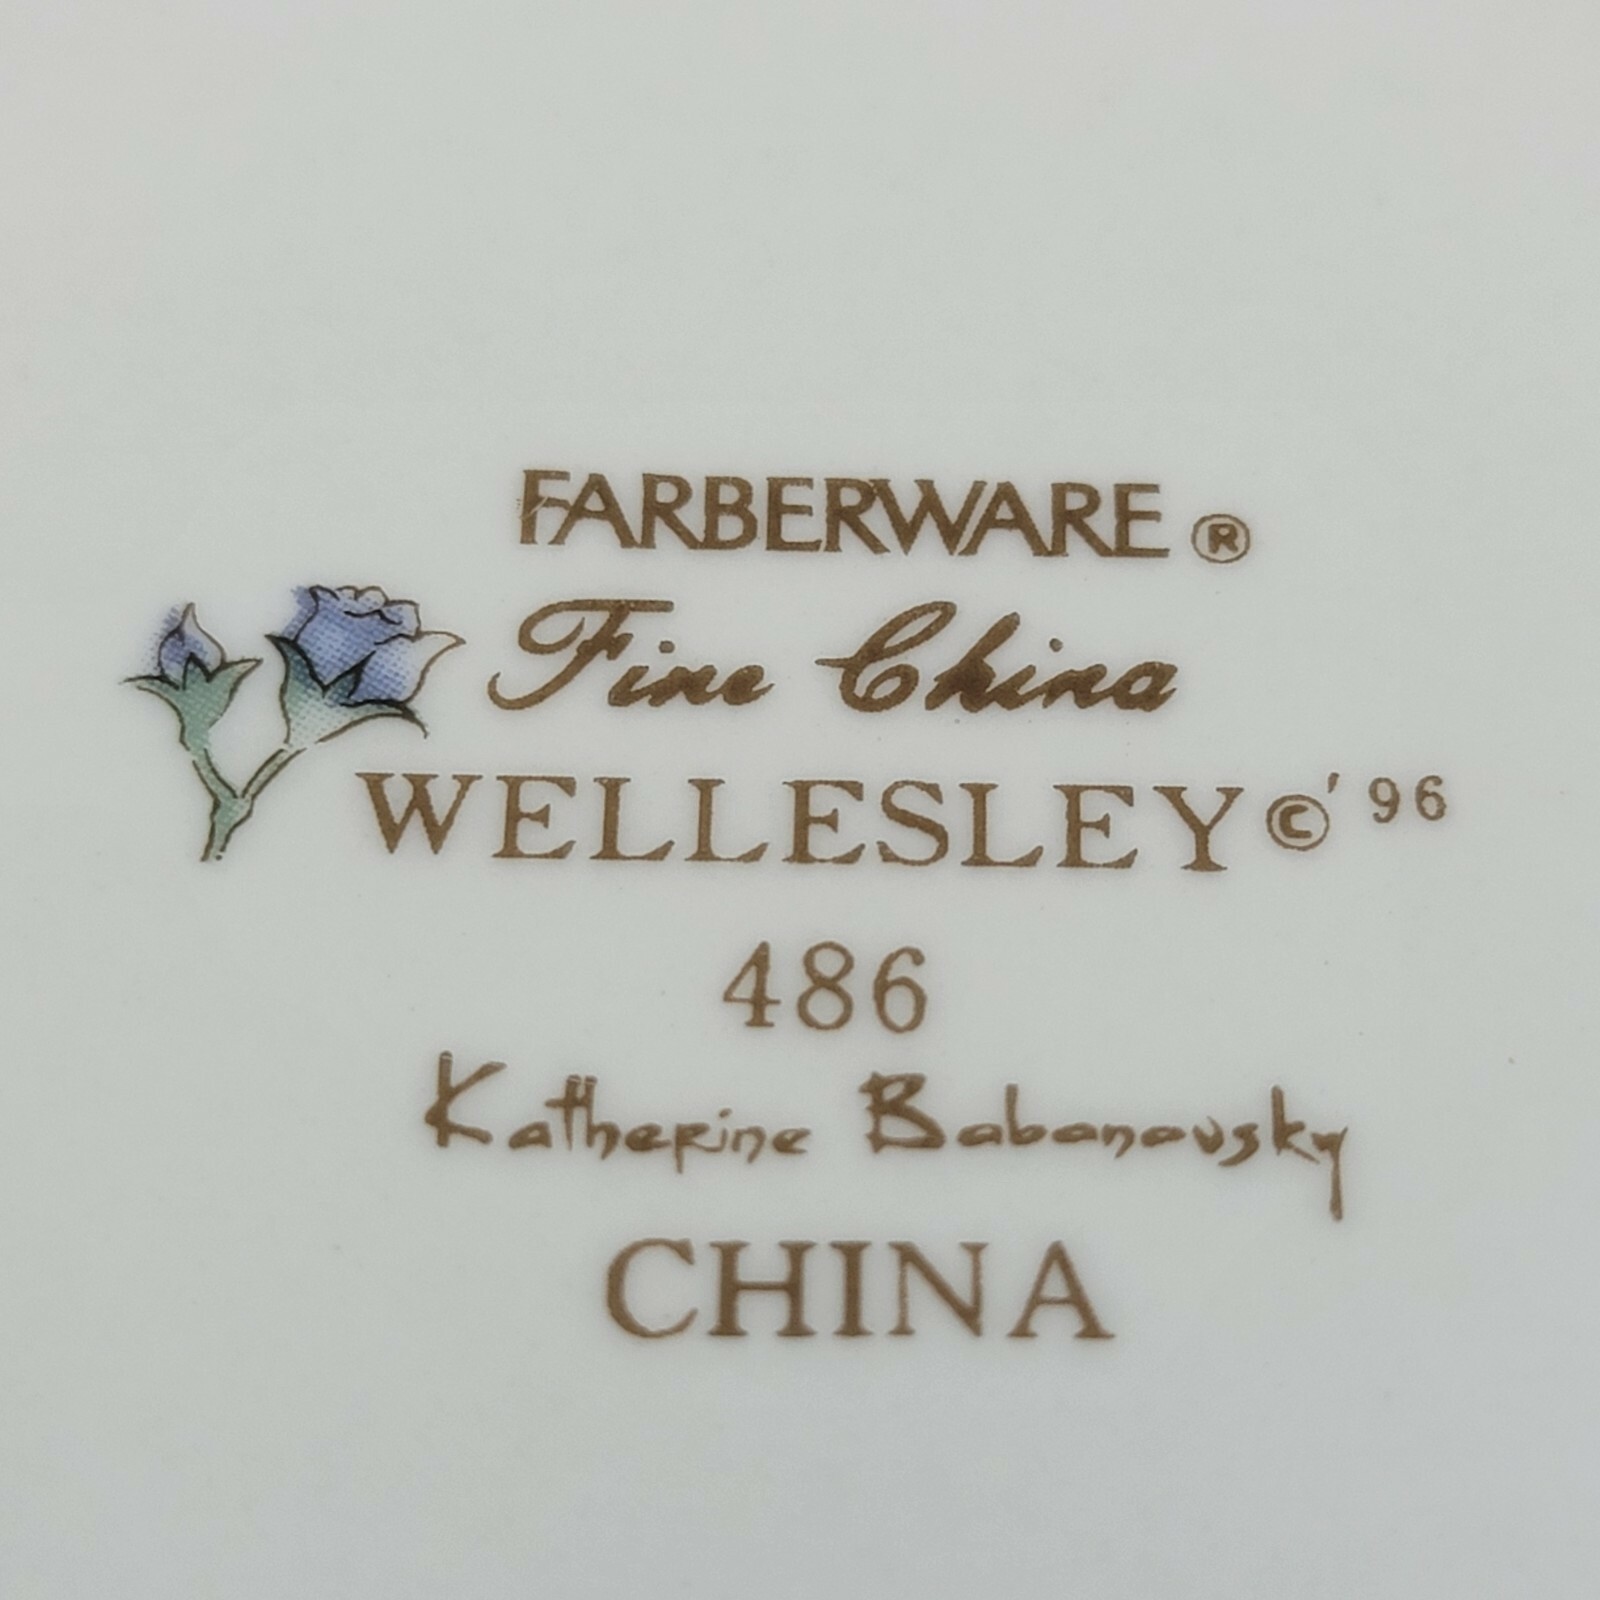 FARBERWARE ®
Fine China
WELLESLEY © '96
486
Katherine Babanovsky
CHINA